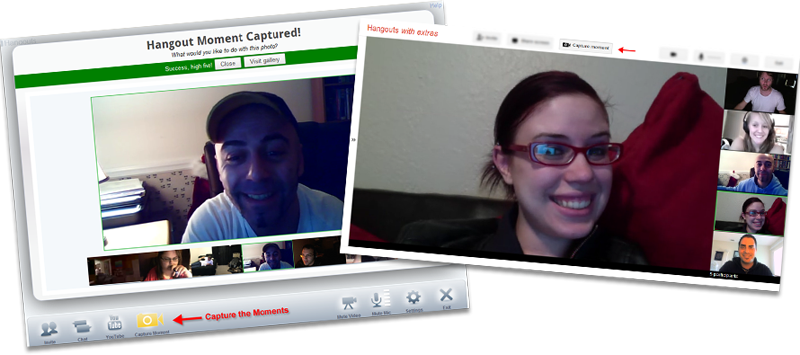 Hangout Moment Captured!
What would you like to do with this photo?
Success, high five! Close Visit gallery
Invite Chat YouTube Capture Moment
Capture the Moments
Mute Video Mute Mic Settings Exit
Hangouts with extras
Capture moment
5 participants